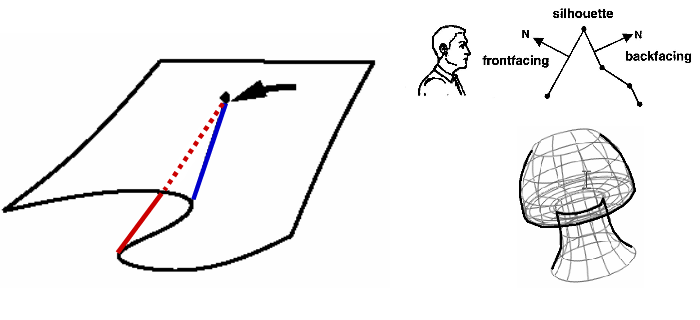 silhouette
N
N
frontfacing
backfacing